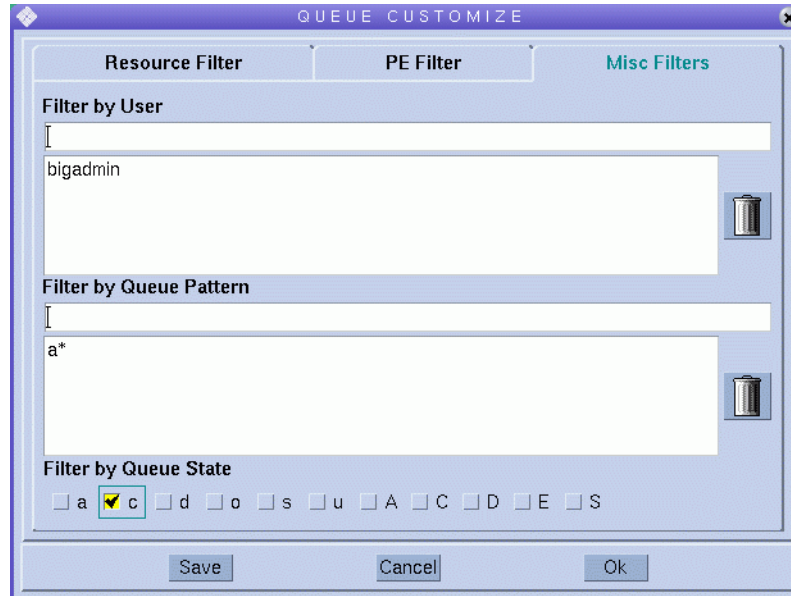 QUEUE CUSTOMIZE
Resource Filter PE Filter Misc Filters
Filter by User
bigadmin
Filter by Queue Pattern
a*
Filter by Queue State
a c d o s u A C D E S
Save Cancel Ok